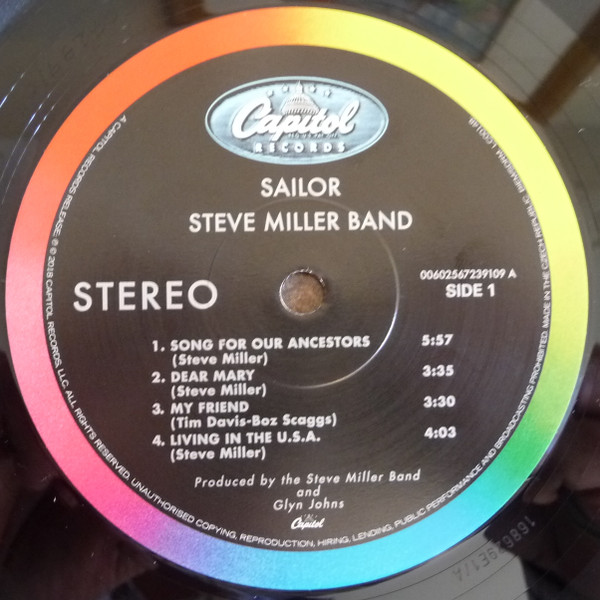 Capitol
RECORDS
SAILOR
STEVE MILLER BAND
STEREO
00602567239109 A
SIDE 1
1. SONG FOR OUR ANCESTORS 5:57
(Steve Miller)
2. DEAR MARY 3:35
(Steve Miller)
3. MY FRIEND 3:30
(Tim Davis-Boz Scaggs)
4. LIVING IN THE U.S.A. 4:03
(Steve Miller)
Produced by the Steve Miller Band
and
Glyn Johns
Capitol
A CAPITOL RECORDS RELEASE; ℗ © 2018 CAPITOL RECORDS, LLC. ALL RIGHTS RESERVED. UNAUTHORISED COPYING, REPRODUCTION, HIRING, LENDING, PUBLIC PERFORMANCE AND BROADCASTING PROHIBITED. MADE IN THE CZECH REPUBLIC.
168629E1/A